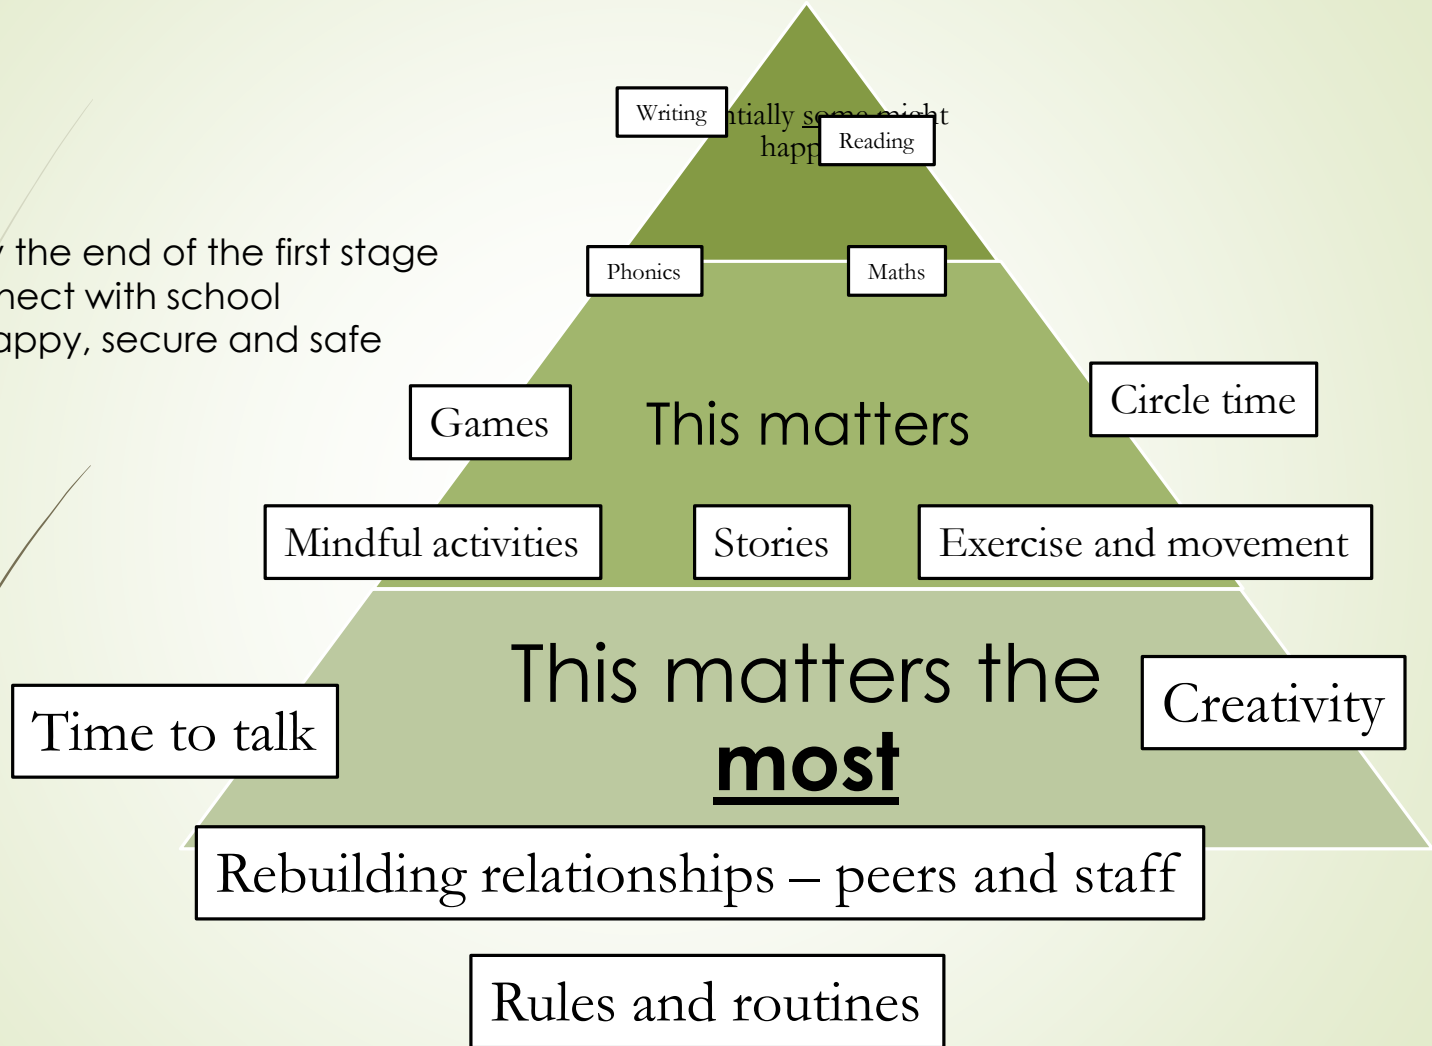 Writing
some might
Reading
the end of the first stage
with school
secure and safe
Phonics
Maths
Games
This matters
Circle time
Mindful activities
Stories
Exercise and movement
This matters the
most
Time to talk
Creativity
Rebuilding relationships – peers and staff
Rules and routines